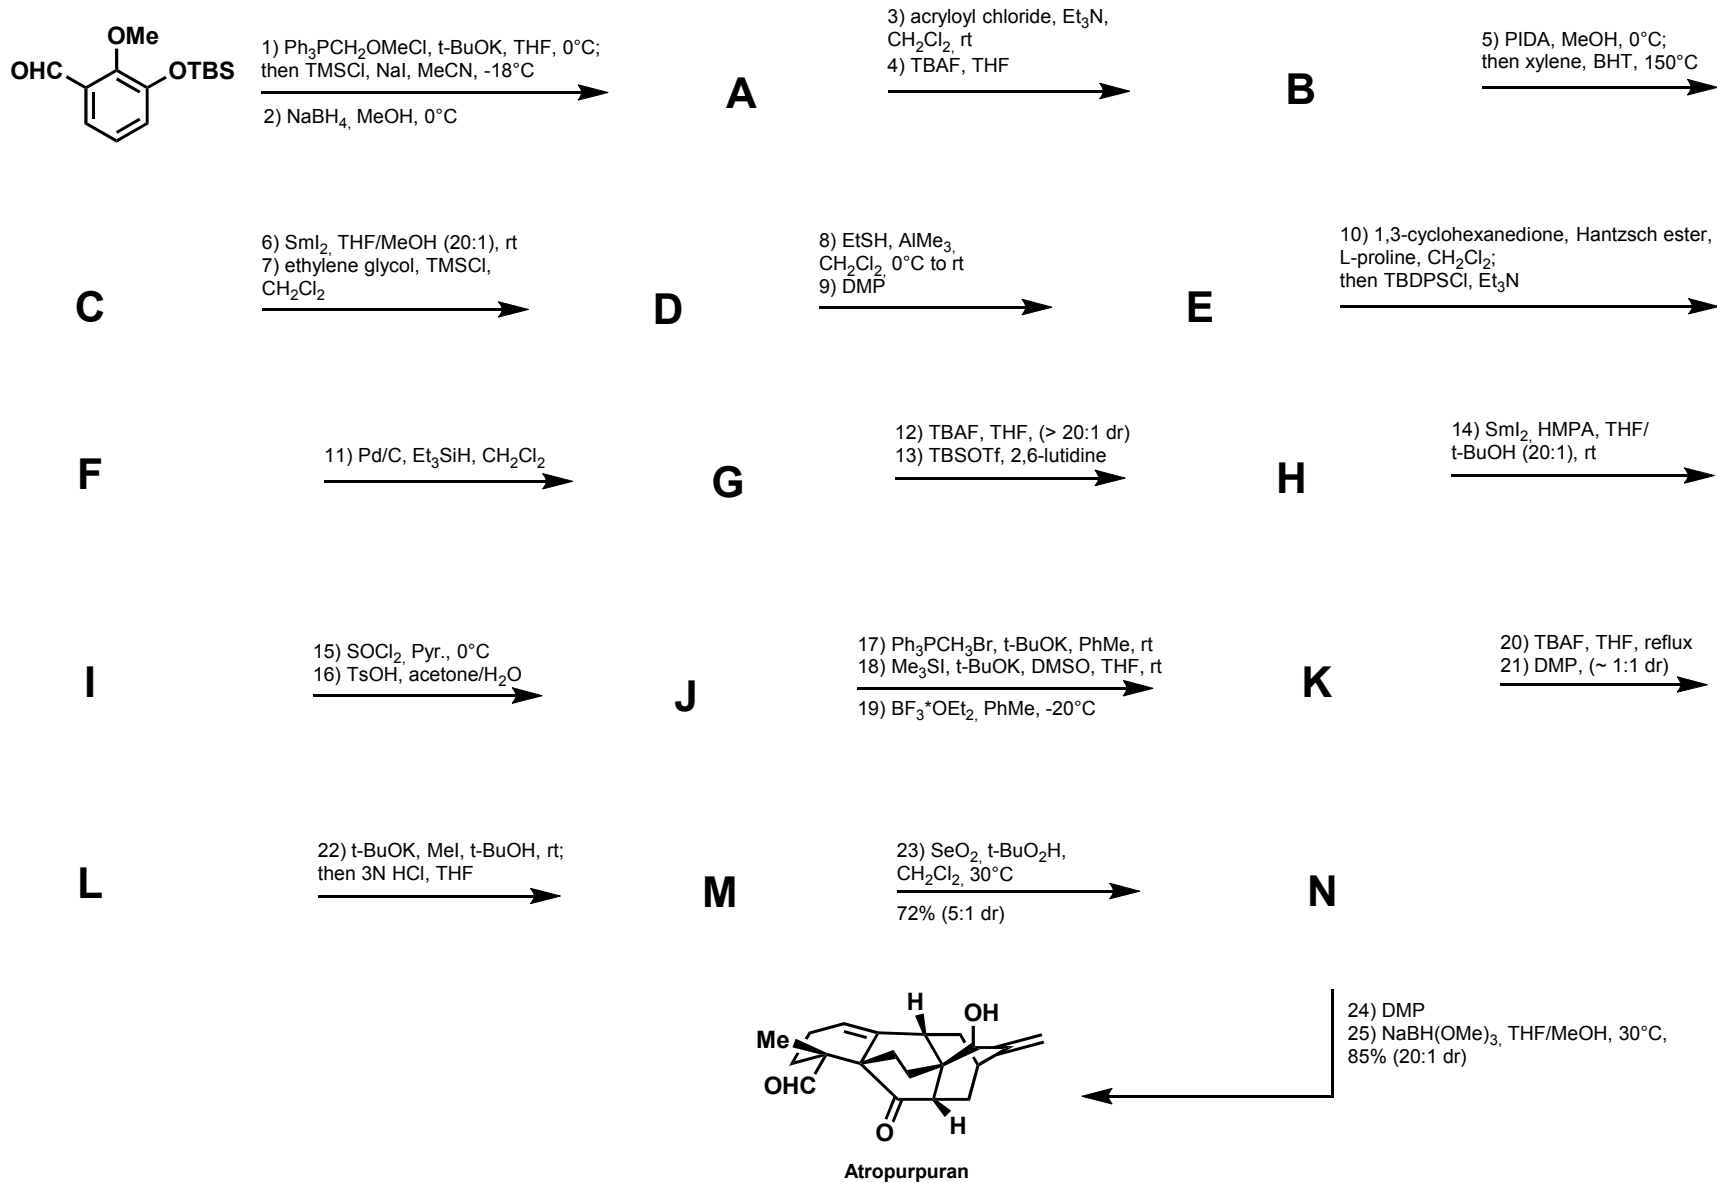 OMe
OHC
OTBS
1) Ph3PCH2OMeCl, t-BuOK, THF, 0°C;
then TMSCl, NaI, MeCN, -18°C
2) NaBH4, MeOH, 0°C
A
3) acryloyl chloride, Et3N,
CH2Cl2, rt
4) TBAF, THF
B
5) PIDA, MeOH, 0°C;
then xylene, BHT, 150°C
C
6) SmI2, THF/MeOH (20:1), rt
7) ethylene glycol, TMSCl,
CH2Cl2
D
8) EtSH, AlMe3,
CH2Cl2, 0°C to rt
9) DMP
E
10) 1,3-cyclohexanedione, Hantzsch ester,
L-proline, CH2Cl2;
then TBDPSCl, Et3N
F
11) Pd/C, Et3SiH, CH2Cl2
G
12) TBAF, THF, (> 20:1 dr)
13) TBSOTf, 2,6-lutidine
H
14) SmI2, HMPA, THF/
t-BuOH (20:1), rt
I
15) SOCl2, Pyr., 0°C
16) TsOH, acetone/H2O
J
17) Ph3PCH3Br, t-BuOK, PhMe, rt
18) Me3SI, t-BuOK, DMSO, THF, rt
19) BF3*OEt2, PhMe, -20°C
K
20) TBAF, THF, reflux
21) DMP, (~ 1:1 dr)
L
22) t-BuOK, MeI, t-BuOH, rt;
then 3N HCl, THF
M
23) SeO2, t-BuO2H,
CH2Cl2, 30°C
72% (5:1 dr)
N
24) DMP
25) NaBH(OMe)3, THF/MeOH, 30°C,
85% (20:1 dr)
H
OH
Me
OHC
O
H
Atropurpuran